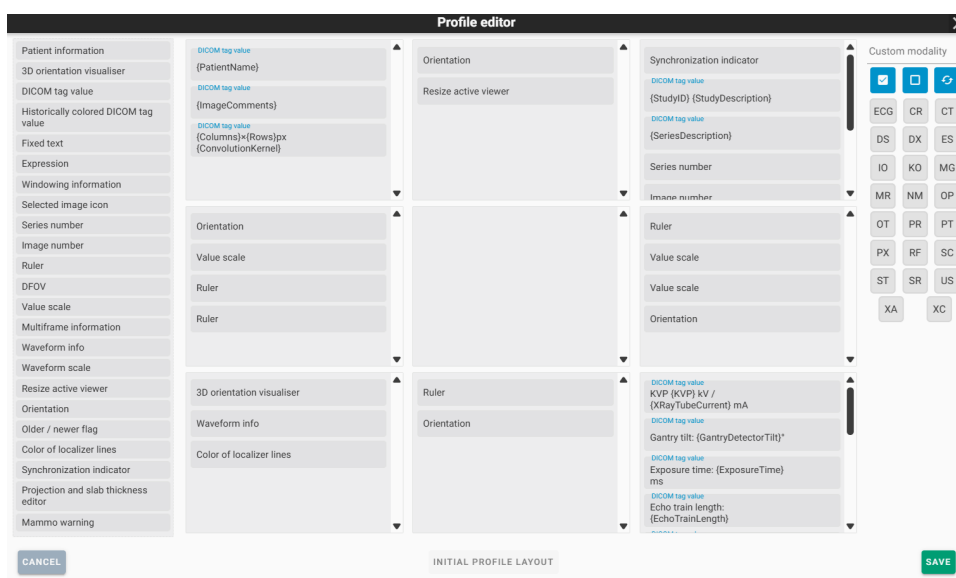 Profile editor
Patient information
3D orientation visualiser
DICOM tag value
Historically colored DICOM tag
value
Fixed text
Expression
Windowing information
Selected image icon
Series number
Image number
Ruler
DFOV
Value scale
Multiframe information
Waveform info
Waveform scale
Resize active viewer
Orientation
Older / newer flag
Color of localizer lines
Synchronization indicator
Projection and slab thickness
editor
Mammo warning
DICOM tag value
{PatientName}
DICOM tag value
{ImageComments}
DICOM tag value
{Columns}×{Rows}px
{ConvolutionKernel}
Orientation
Resize active viewer
Synchronization indicator
DICOM tag value
{StudyID} {StudyDescription}
DICOM tag value
{SeriesDescription}
Series number
Image number
Orientation
Value scale
Ruler
Ruler
Ruler
Value scale
Value scale
Orientation
3D orientation visualiser
Waveform info
Color of localizer lines
Ruler
Orientation
DICOM tag value
KVP {KVP} kV /
{XRayTubeCurrent} mA
DICOM tag value
Gantry tilt: {GantryDetectorTilt}°
DICOM tag value
Exposure time: {ExposureTime}
ms
DICOM tag value
Echo train length:
{EchoTrainLength}
Custom modality
ECG CR CT
DS DX ES
IO KO MG
MR NM OP
OT PR PT
PX RF SC
ST SR US
XA XC
CANCEL
INITIAL PROFILE LAYOUT
SAVE